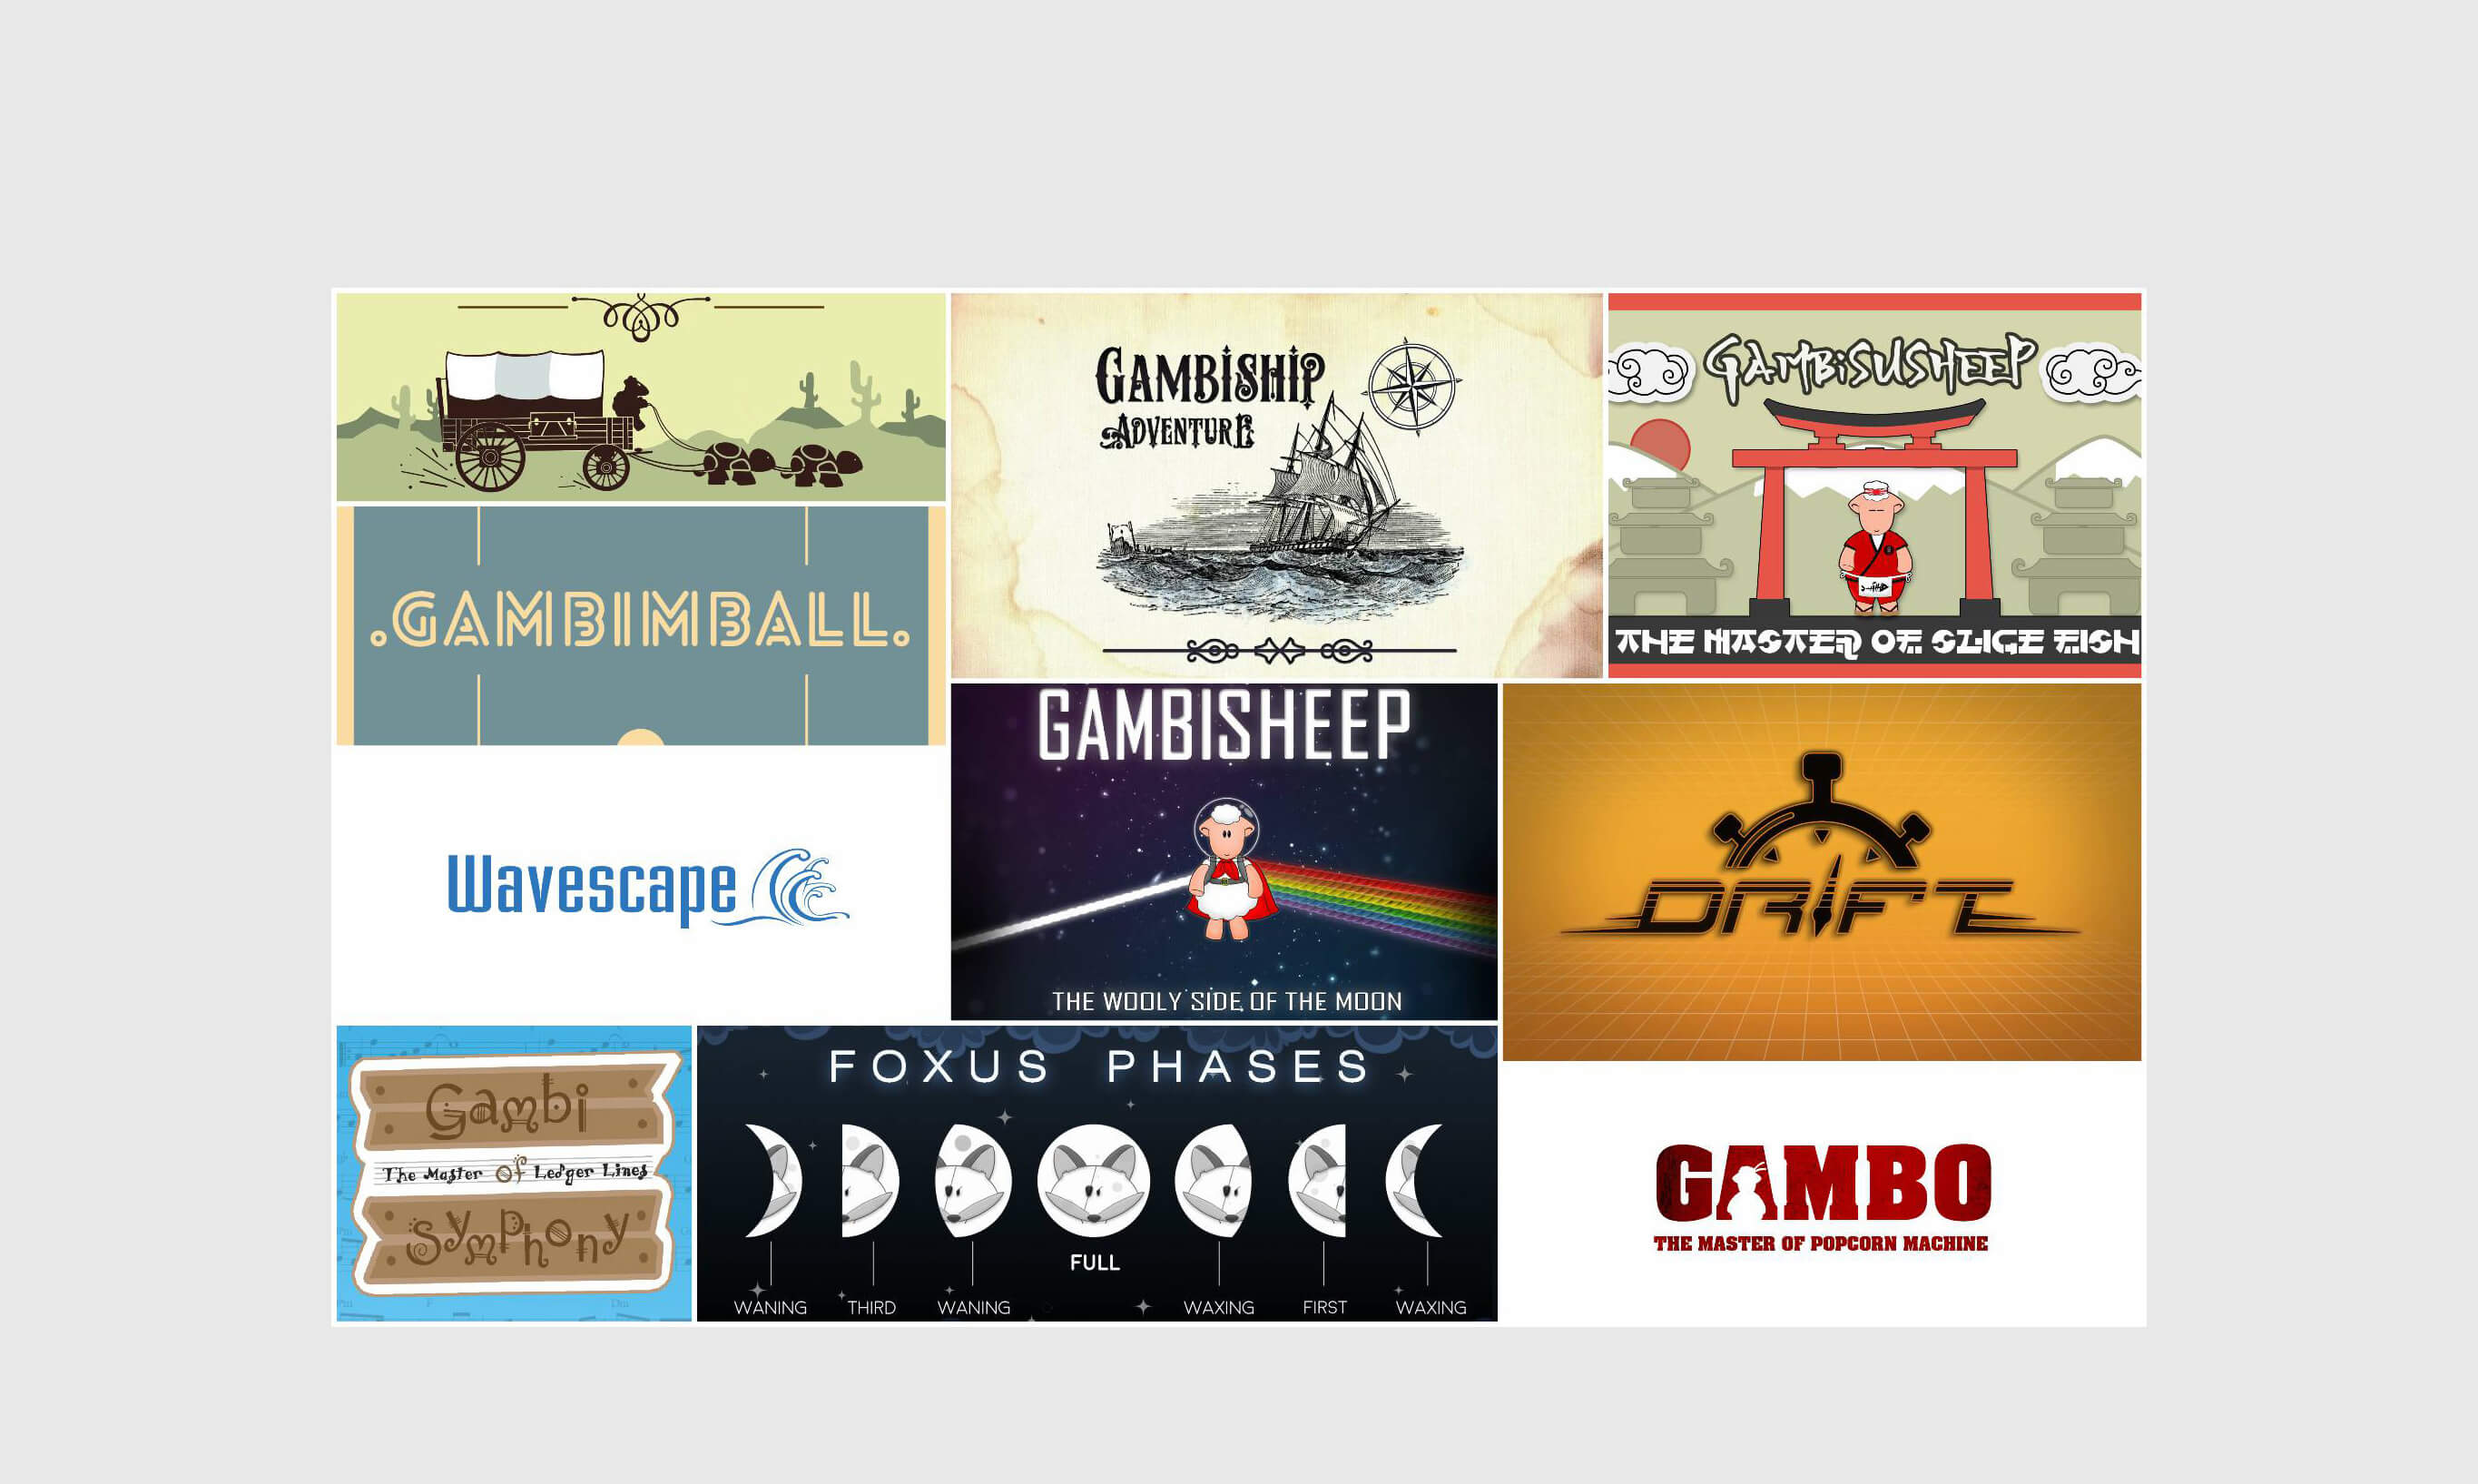 GAMBISHIP
ADVENTURE
GAMBISUSHEEP
THE MASTER OF SLICE FISH
.GAMBIMBALL.
GAMBISHEEP
THE WOOLY SIDE OF THE MOON
Wavescape
DRIFT
Gambi
The Master of Ledger Lines
Symphony
FOXUS PHASES
FULL
WANING THIRD WANING WAXING FIRST WAXING
GAMBO
THE MASTER OF POPCORN MACHINE